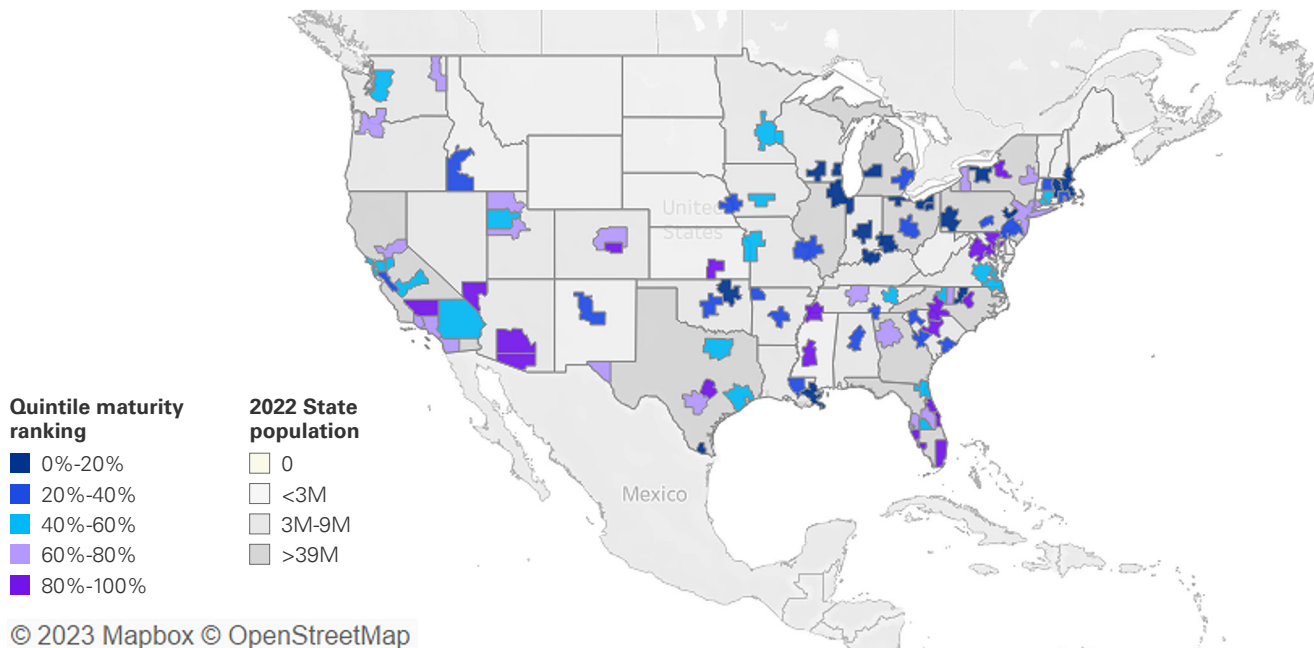 United
States
Mexico
Quintile maturity
ranking
0%-20%
20%-40%
40%-60%
60%-80%
80%-100%
2022 State
population
0
<3M
3M-9M
>39M
© 2023 Mapbox © OpenStreetMap